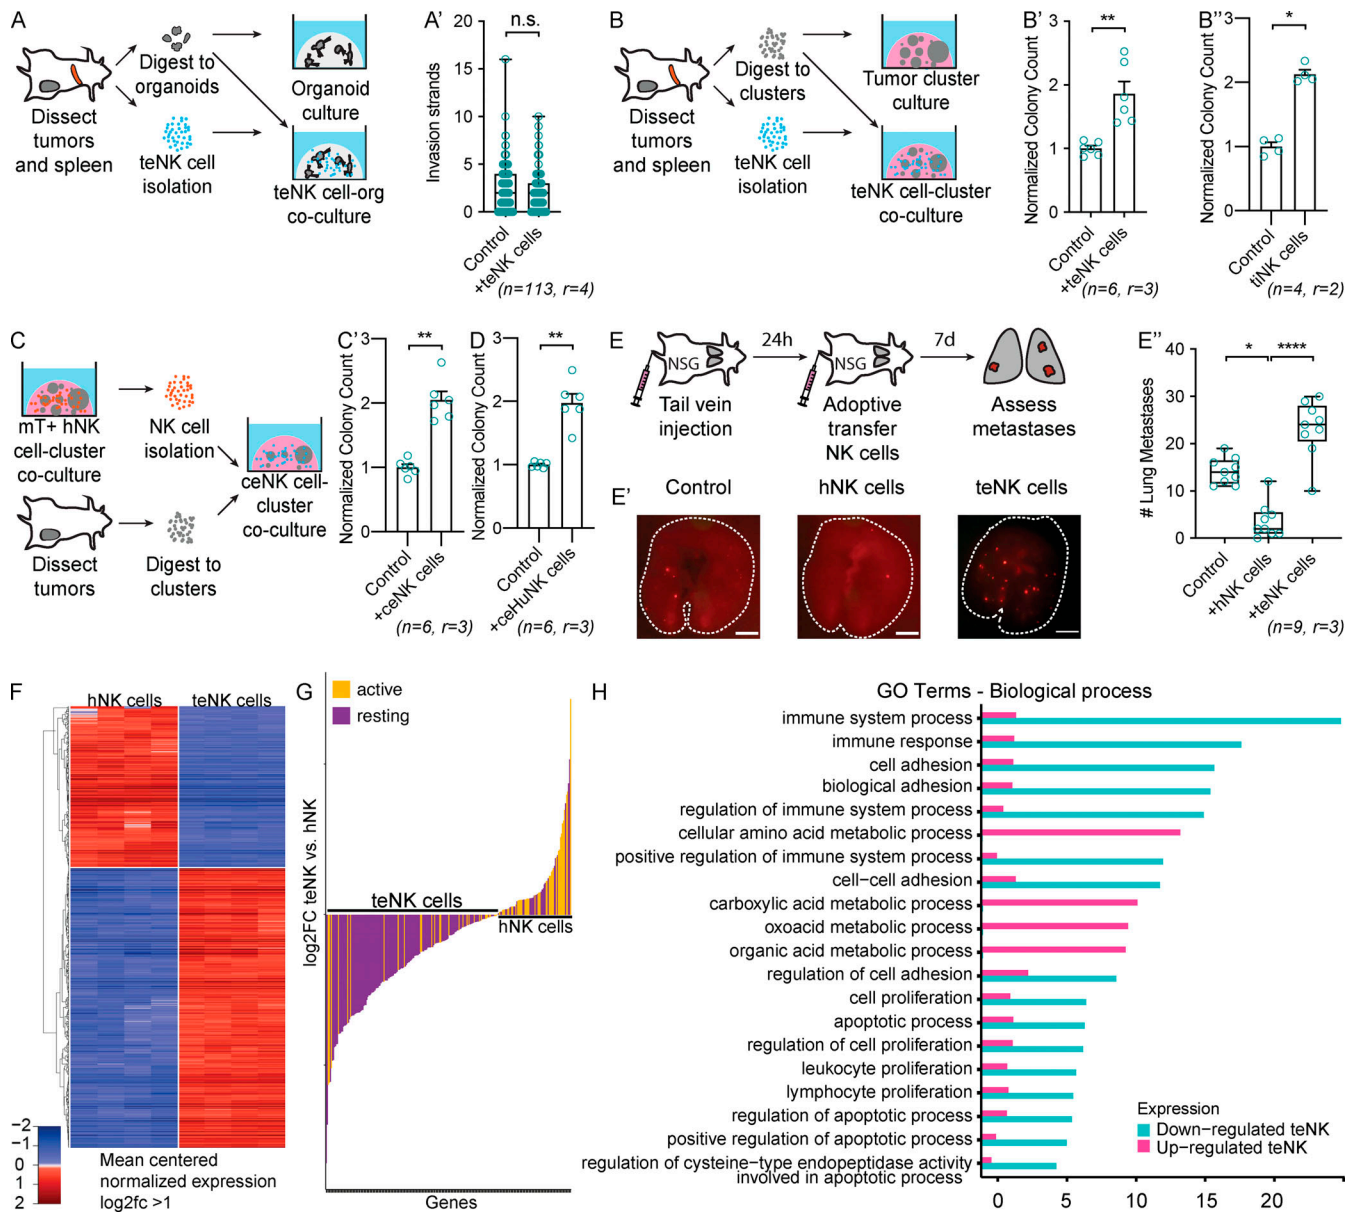 A
Digest to
organoids
Dissect
tumors
and spleen
teNK cell
isolation
Organoid
culture
teNK cell-org
co-culture
A'
n.s.
20
15
10
5
0
Invasion strands
Control
+teNK cells
(n=113, r=4)
B
Digest to
clusters
Dissect
tumors
and spleen
teNK cell
isolation
Tumor cluster
culture
teNK cell-cluster
co-culture
B'
**
3
2
1
0
Normalized Colony Count
Control
+teNK cells
(n=6, r=3)
B''
*
3
2
1
0
Normalized Colony Count
Control
tiNK cells
(n=4, r=2)
C
mT+ hNK
cell-cluster
co-culture
NK cell
isolation
Dissect
tumors
Digest to
clusters
ceNK cell-
cluster
co-culture
C'
**
3
2
1
0
Normalized Colony Count
Control
+ceNK cells
(n=6, r=3)
D
**
3
2
1
0
Normalized Colony Count
Control
+ceHuNK cells
(n=6, r=3)
E
NSG
24h
NSG
7d
Tail vein
injection
Adoptive
transfer
NK cells
Assess
metastases
E'
Control
hNK cells
teNK cells
E''
* ****
40
30
20
10
0
# Lung Metastases
Control
+hNK cells
+teNK cells
(n=9, r=3)
F
hNK cells
teNK cells
−2
−1
0
1
2
Mean centered
normalized expression
log2fc >1
G
active
resting
log2FC teNK vs. hNK
teNK cells
hNK cells
Genes
H
GO Terms - Biological process
immune system process
immune response
cell adhesion
biological adhesion
regulation of immune system process
cellular amino acid metabolic process
positive regulation of immune system process
cell−cell adhesion
carboxylic acid metabolic process
oxoacid metabolic process
organic acid metabolic process
regulation of cell adhesion
cell proliferation
apoptotic process
regulation of cell proliferation
leukocyte proliferation
lymphocyte proliferation
regulation of apoptotic process
positive regulation of apoptotic process
regulation of cysteine−type endopeptidase activity
involved in apoptotic process
Expression
Down−regulated teNK
Up−regulated teNK
0 5 10 15 20